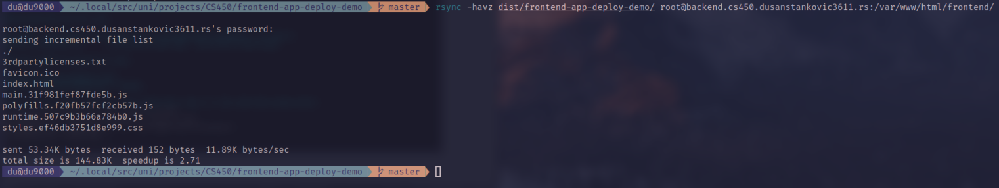 du@du9000 ~/.local/src/uni/projects/CS450/frontend-app-deploy-demo master rsync -havz dist/frontend-app-deploy-demo/ root@backend.cs450.dusanstankovic3611.rs:/var/www/html/frontend/
root@backend.cs450.dusanstankovic3611.rs's password:
sending incremental file list
./
3rdpartylicenses.txt
favicon.ico
index.html
main.31f981fef87fde5b.js
polyfills.f20fb57fcf2cb57b.js
runtime.507c9b3b66a784b0.js
styles.ef46db3751d8e999.css
sent 53.34K bytes  received 152 bytes  11.89K bytes/sec
total size is 144.83K  speedup is 2.71
du@du9000 ~/.local/src/uni/projects/CS450/frontend-app-deploy-demo master